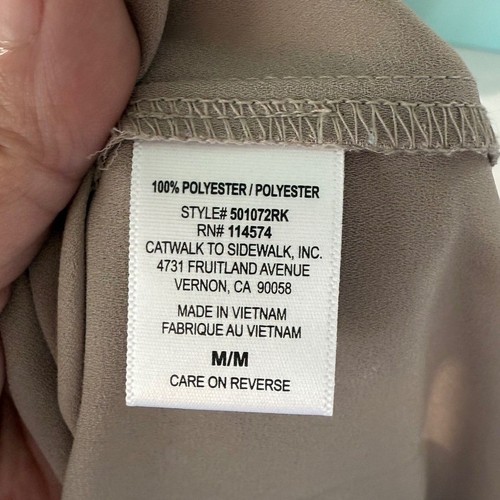 100% POLYESTER / POLYESTER
STYLE# 501072RK
RN# 114574
CATWALK TO SIDEWALK, INC.
4731 FRUITLAND AVENUE
VERNON, CA 90058
MADE IN VIETNAM
FABRIQUE AU VIETNAM
M/M
CARE ON REVERSE